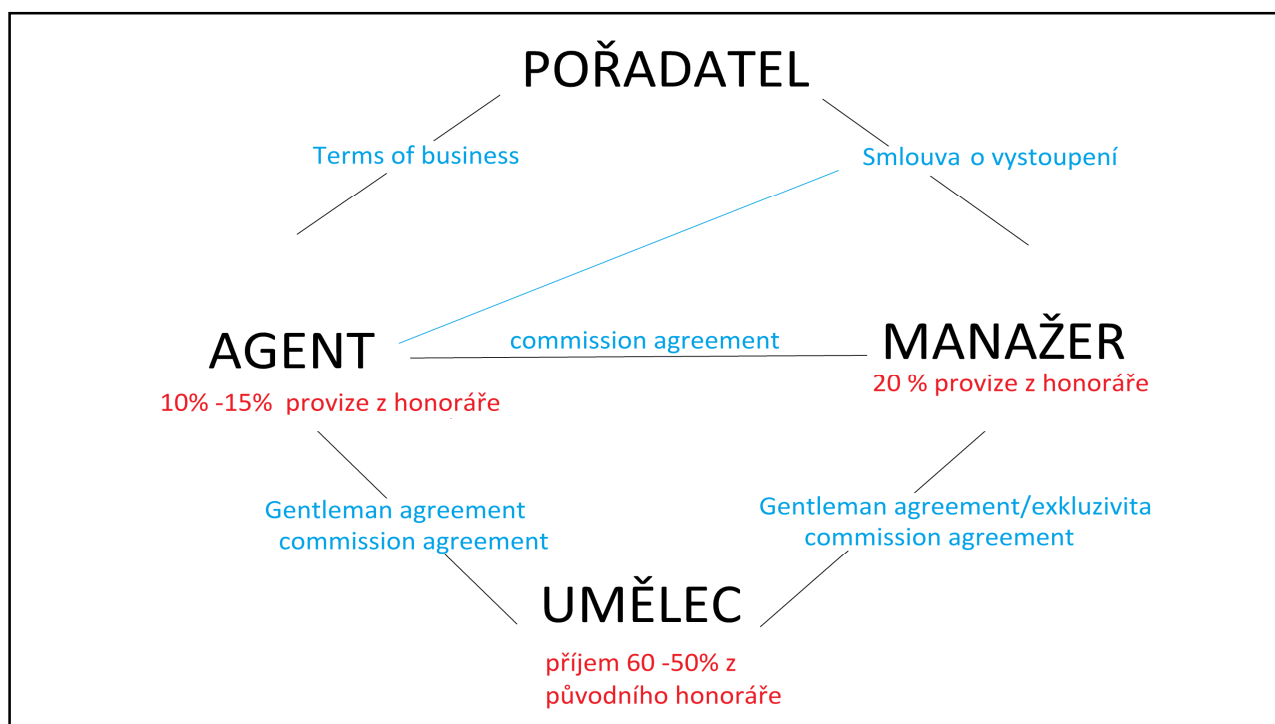 POŘADATEL
Terms of business
Smlouva o vystoupení
AGENT
commission agreement
MANAŽER
10% -15% provize z honoráře
20 % provize z honoráře
Gentleman agreement
commission agreement
Gentleman agreement/exkluzivita
commission agreement
UMĚLEC
příjem 60 -50% z
původního honoráře